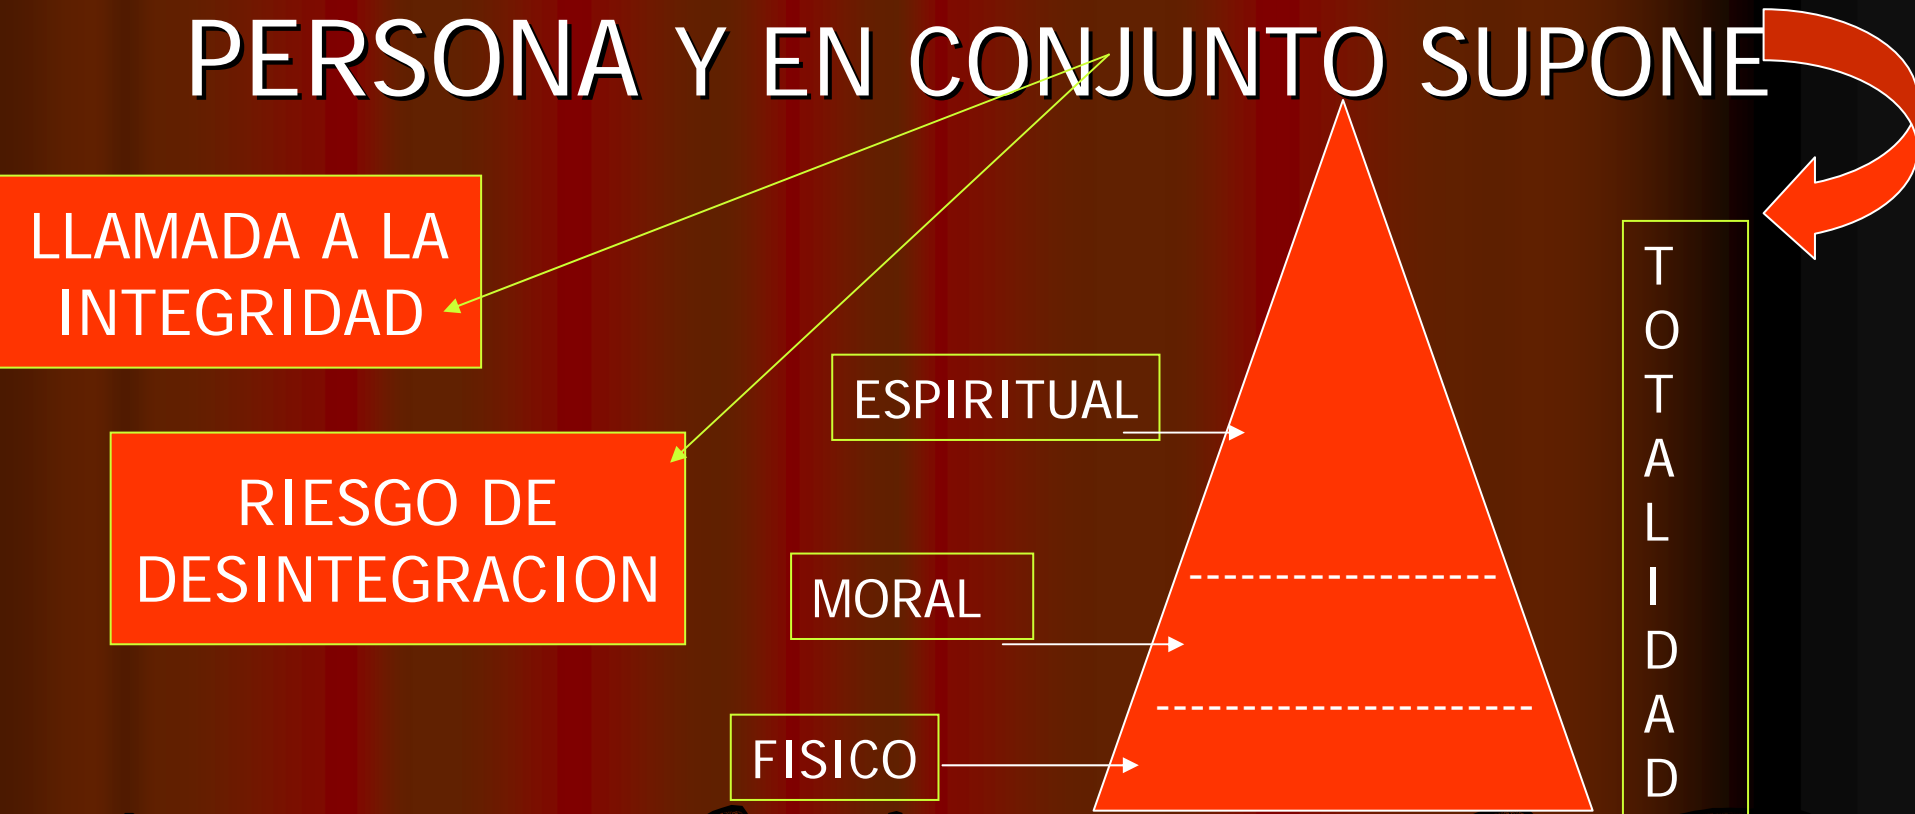 PERSONA Y EN CONJUNTO SUPONE
LLAMADA A LA
INTEGRIDAD
RIESGO DE
DESINTEGRACION
ESPIRITUAL
MORAL
FISICO
T
O
T
A
L
I
D
A
D